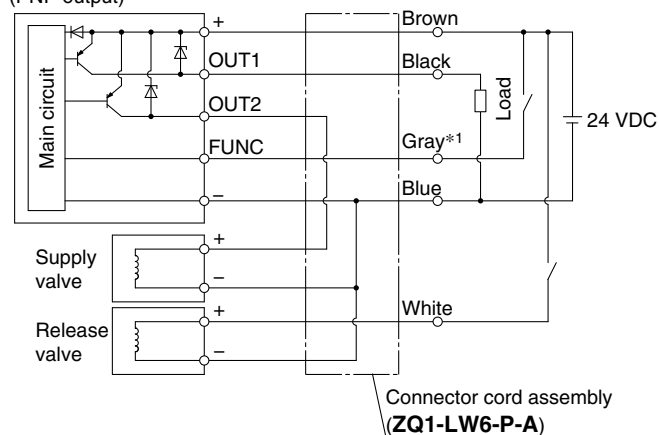 (PNP output)
+
Brown
OUT1
Black
OUT2
Load
24 VDC
Main circuit
FUNC
Gray*1
–
Blue
+
Supply
valve
–
+
White
Release
valve
–
Connector cord assembly
(ZQ1-LW6-P-A)